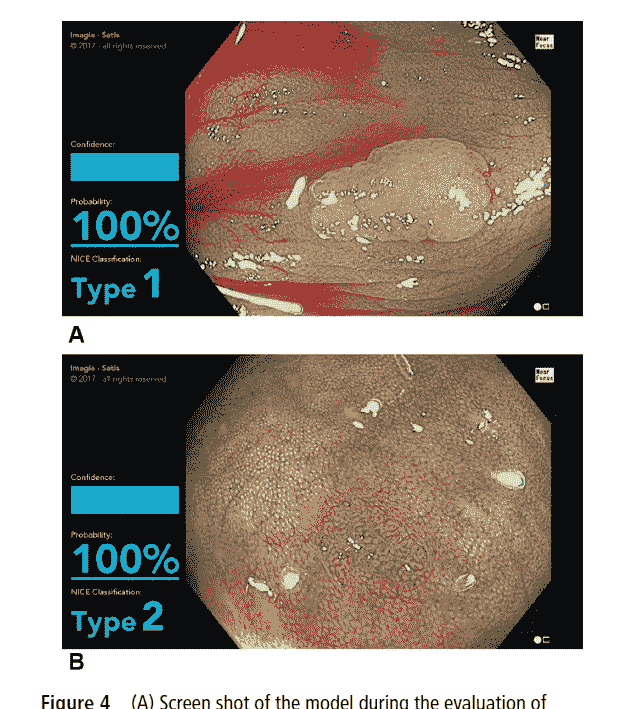 Imagia - Satis
© 2017 - all rights reserved
Near
Focus
Confidence:
Probability:
100%
NICE Classification:
Type 1
A
Imagia - Satis
© 2017 - all rights reserved
Near
Focus
Confidence:
Probability:
100%
NICE Classification:
Type 2
B
Figure 4 (A) Screen shot of the model during the evaluation of